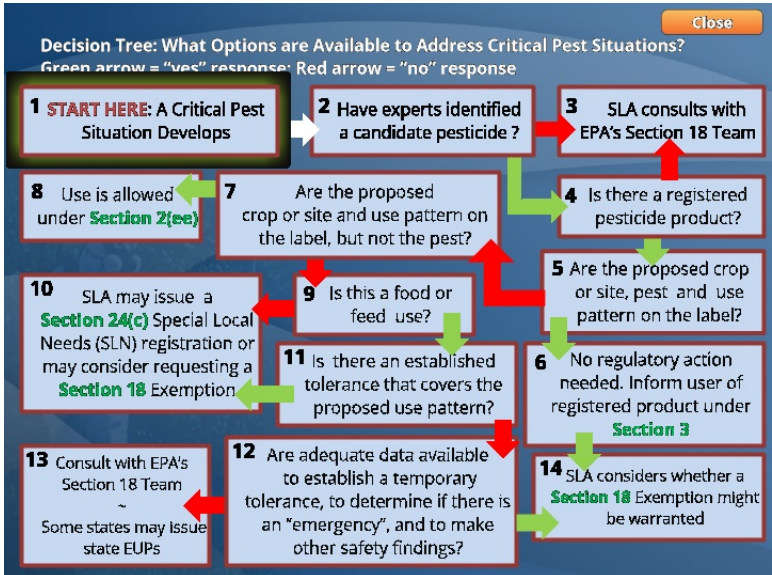 Close
Decision Tree: What Options are Available to Address Critical Pest Situations?
Green arrow = "yes" response; Red arrow = "no" response
1 START HERE: A Critical Pest
Situation Develops
2 Have experts identified
a candidate pesticide ?
3 SLA consults with
EPA's Section 18 Team
8 Use is allowed
under Section 2(ee)
7 Are the proposed
crop or site and use pattern on
the label, but not the pest?
4 Is there a registered
pesticide product?
5 Are the proposed crop
or site, pest and use
pattern on the label?
10
SLA may issue a
Section 24(c) Special Local
Needs (SLN) registration or
may consider requesting a
Section 18 Exemption
9 Is this a food or
feed use?
11 Is there an established
tolerance that covers the
proposed use pattern?
6 No regulatory action
needed. Inform user of
registered product under
Section 3
13 Consult with EPA's
Section 18 Team
~
Some states may issue
state EUPs
12 Are adequate data available
to establish a temporary
tolerance, to determine if there is
an "emergency", and to make
other safety findings?
14 SLA considers whether a
Section 18 Exemption might
be warranted